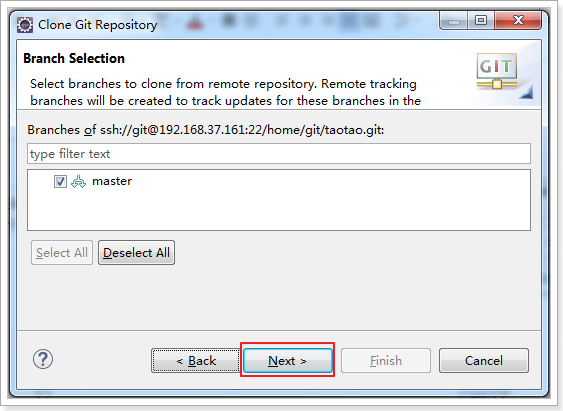 Clone Git Repository
Branch Selection
Select branches to clone from remote repository. Remote tracking
branches will be created to track updates for these branches in the
GIT
Branches of ssh://git@192.168.37.161:22/home/git/taotao.git:
type filter text
master
Select All Deselect All
? < Back Next > Finish Cancel